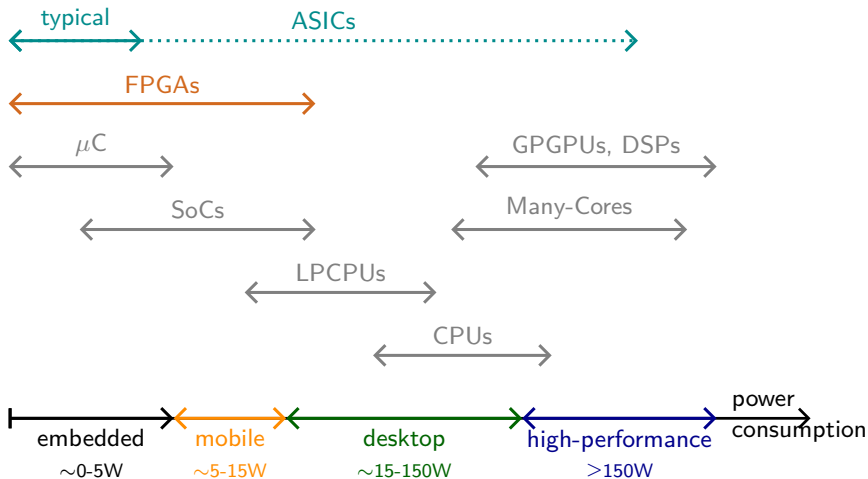 typical
ASICs
FPGAs
μC
GPGPUs, DSPs
SoCs
Many-Cores
LPCPUs
CPUs
power
consumption
embedded
mobile
desktop
high-performance
∼0-5W
∼5-15W
∼15-150W
>150W